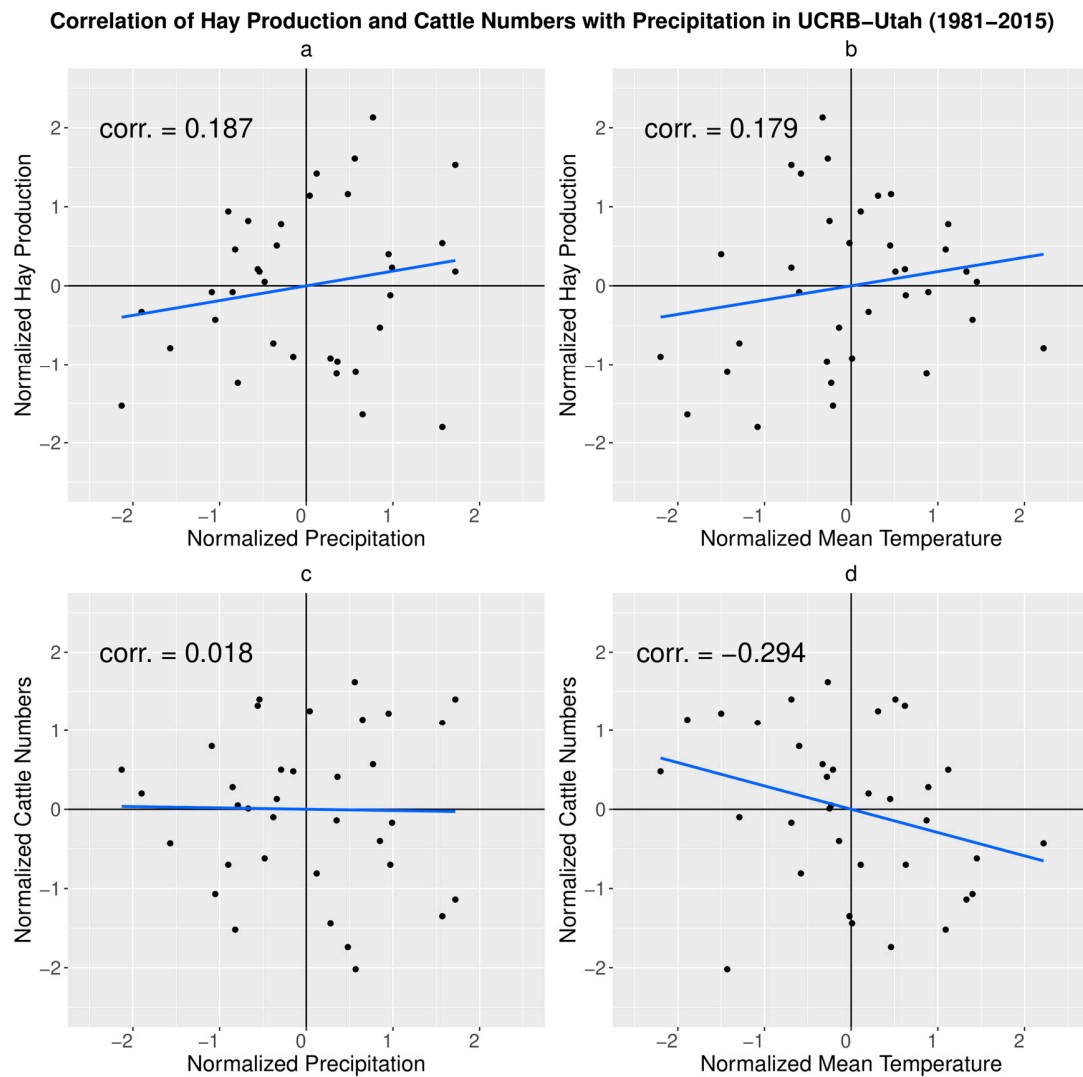 Correlation of Hay Production and Cattle Numbers with Precipitation in UCRB−Utah (1981−2015)
a
corr. = 0.187
Normalized Hay Production
2
1
0
−1
−2
−2
−1
0
1
2
Normalized Precipitation
b
corr. = 0.179
Normalized Hay Production
2
1
0
−1
−2
−2
−1
0
1
2
Normalized Mean Temperature
c
corr. = 0.018
Normalized Cattle Numbers
2
1
0
−1
−2
−2
−1
0
1
2
Normalized Precipitation
d
corr. = −0.294
Normalized Cattle Numbers
2
1
0
−1
−2
−2
−1
0
1
2
Normalized Mean Temperature